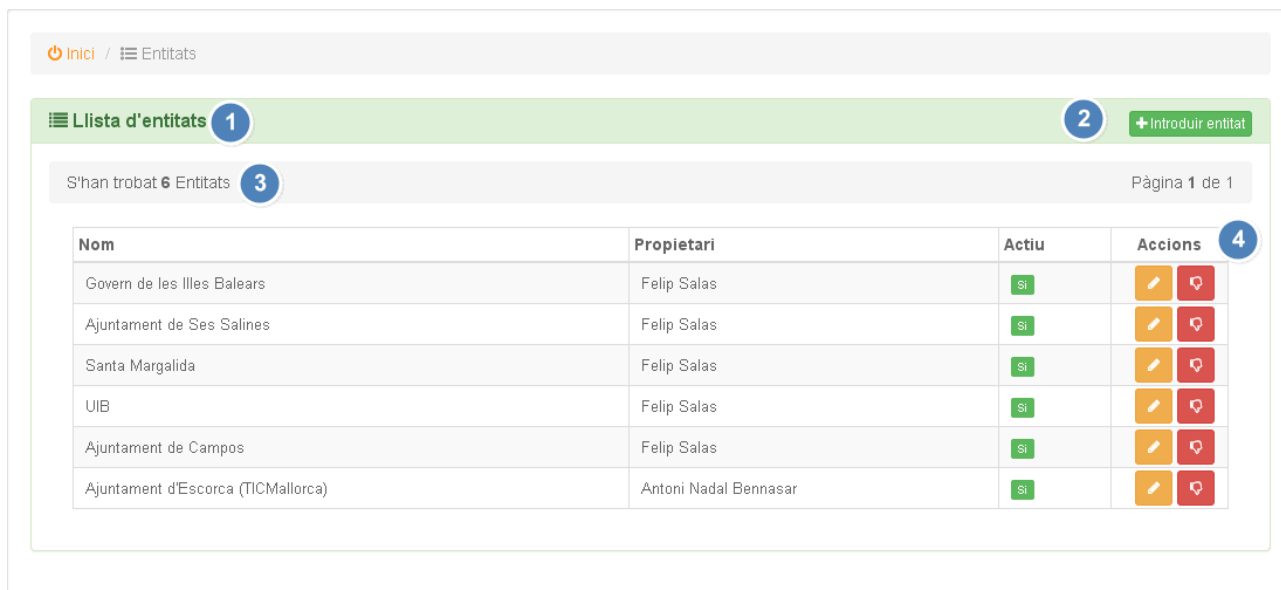 Inici / Entitats
Llista d'entitats 1 2 Introduir entitat
S'han trobat 6 Entitats 3 Pàgina 1 de 1
Nom Propietari Actiu Accions 4
Govern de les Illes Balears Felip Salas Si
Ajuntament de Ses Salines Felip Salas Si
Santa Margalida Felip Salas Si
UIB Felip Salas Si
Ajuntament de Campos Felip Salas Si
Ajuntament d'Escorca (TICMallorca) Antoni Nadal Bennasar Si